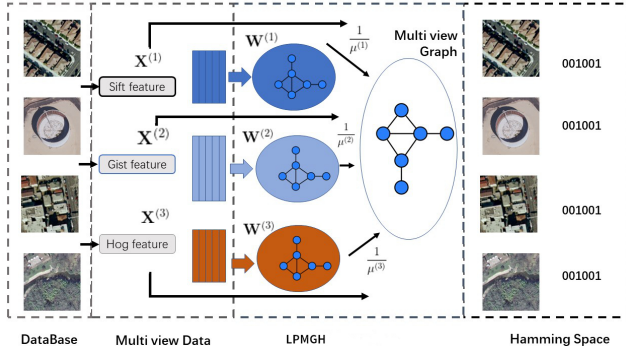 X^(1)
Sift feature
X^(2)
Gist feature
X^(3)
Hog feature
W^(1)
W^(2)
W^(3)
1/μ^(1)
1/μ^(2)
1/μ^(3)
Multi view
Graph
001001
001001
001001
001001
DataBase
Multi view Data
LPMGH
Hamming Space